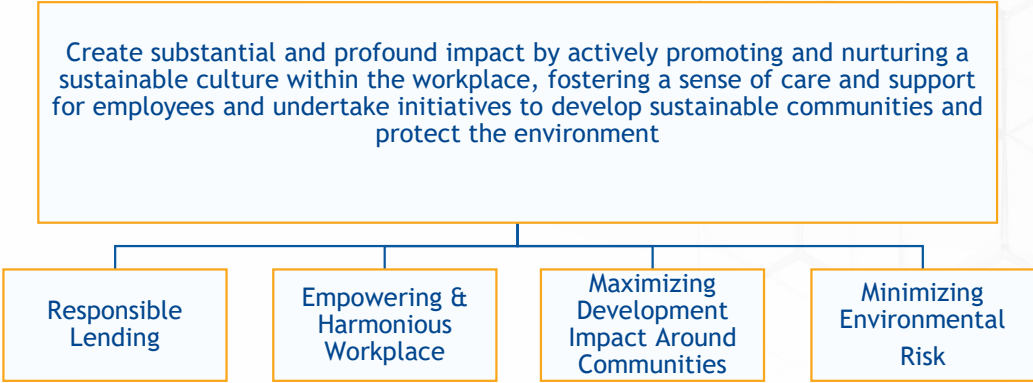 Create substantial and profound impact by actively promoting and nurturing a
sustainable culture within the workplace, fostering a sense of care and support
for employees and undertake initiatives to develop sustainable communities and
protect the environment
Responsible
Lending
Empowering &
Harmonious
Workplace
Maximizing
Development
Impact Around
Communities
Minimizing
Environmental
Risk